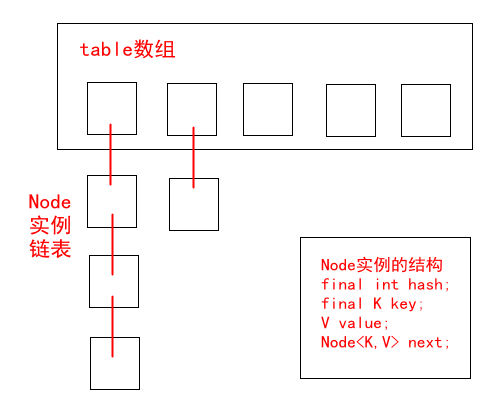 table数组
Node
实例
链表
Node实例的结构
final int hash;
final K key;
V value;
Node<K,V> next;